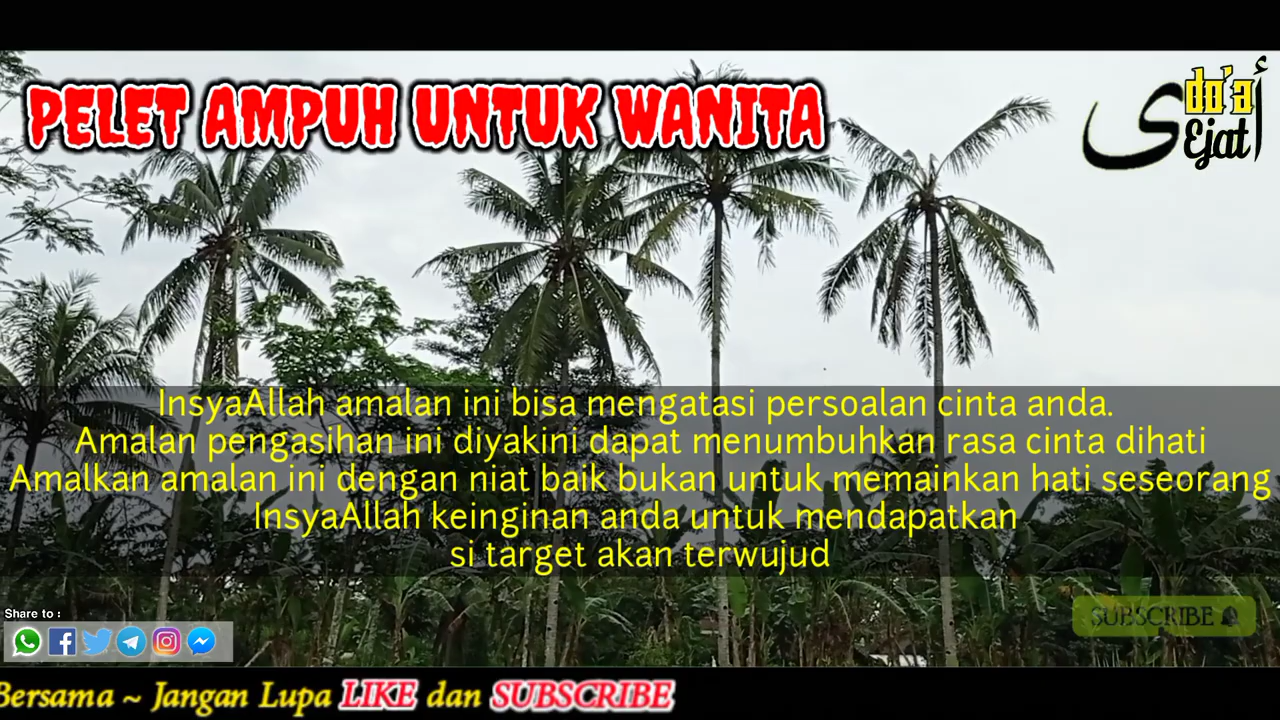 PELET AMPUH UNTUK WANITA
do'a
Ejati
أ
ى
InsyaAllah amalan ini bisa mengatasi persoalan cinta anda.
Amalan pengasihan ini diyakini dapat menumbuhkan rasa cinta dihati
Amalkan amalan ini dengan niat baik bukan untuk memainkan hati seseorang
InsyaAllah keinginan anda untuk mendapatkan
si target akan terwujud
Share to :
SUBSCRIBE
Bersama ~ Jangan Lupa LIKE dan SUBSCRIBE